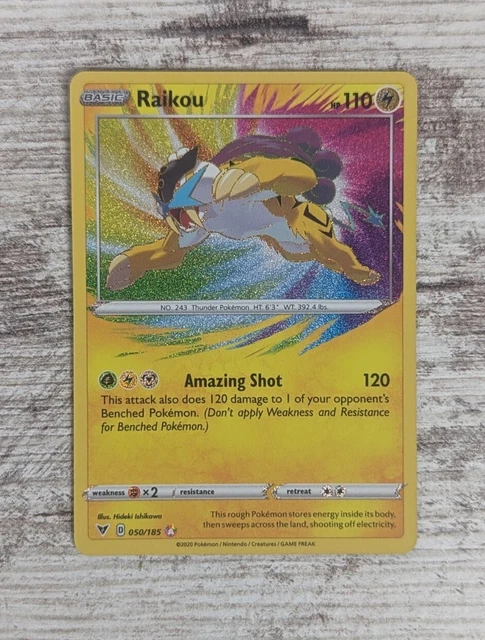 BASIC Raikou HP 110
NO. 243 Thunder Pokémon HT: 6'3" WT: 392.4 lbs.
Amazing Shot 120
This attack also does 120 damage to 1 of your opponent's
Benched Pokémon. (Don't apply Weakness and Resistance
for Benched Pokémon.)
weakness ×2 resistance retreat
Illus. Hideki Ishikawa
D 050/185
This rough Pokémon stores energy inside its body,
then sweeps across the land, shooting off electricity.
©2020 Pokémon / Nintendo / Creatures / GAME FREAK